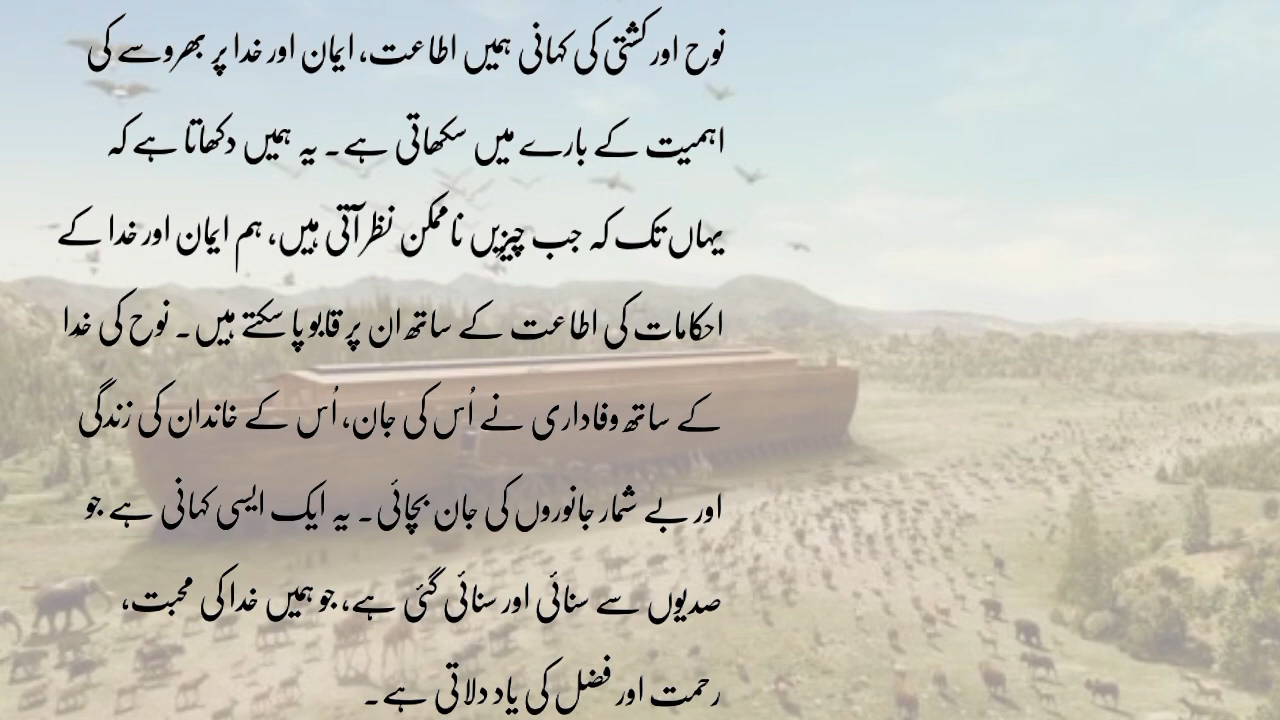 نوح اور کشتی کی کہانی ہمیں اطاعت، ایمان اور خدا پر بھروسے کی
اہمیت کے بارے میں سکھاتی ہے۔ یہ ہمیں دکھاتا ہے کہ
یہاں تک کہ جب چیزیں ناممکن نظر آتی ہیں، ہم ایمان اور خدا کے
احکامات کی اطاعت کے ساتھ ان پر قابو پا سکتے ہیں۔ نوح کی خدا
کے ساتھ وفاداری نے اُس کی جان، اُس کے خاندان کی زندگی
اور بے شمار جانوروں کی جان بچائی۔ یہ ایک ایسی کہانی ہے جو
صدیوں سے سنائی اور سنائی گئی ہے، جو ہمیں خدا کی محبت،
رحمت اور فضل کی یاد دلاتی ہے۔